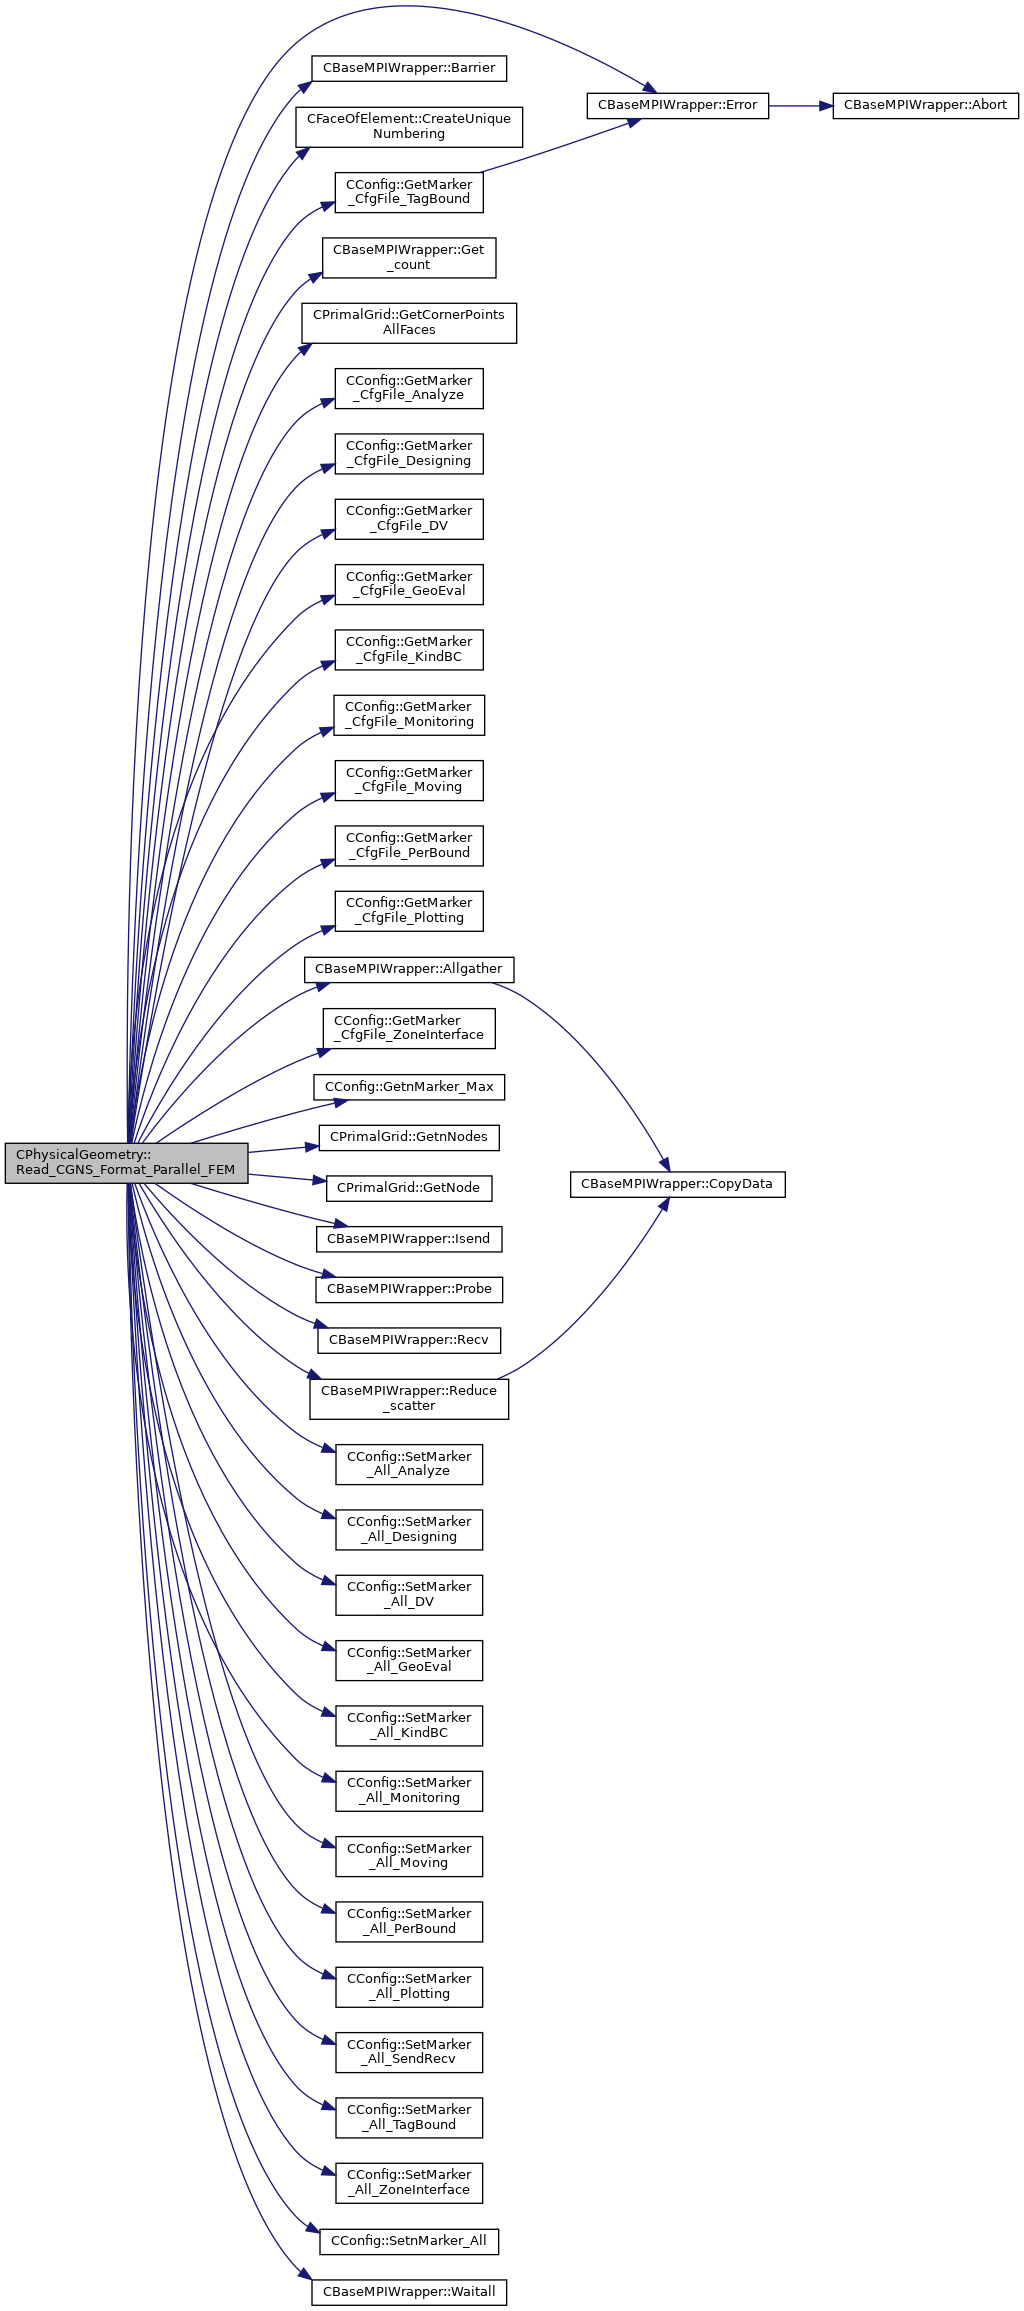 CBaseMPIWrapper::Barrier
CBaseMPIWrapper::Error
CBaseMPIWrapper::Abort
CFaceOfElement::CreateUnique
Numbering
CConfig::GetMarker
_CfgFile_TagBound
CBaseMPIWrapper::Get
_count
CPrimalGrid::GetCornerPoints
AllFaces
CConfig::GetMarker
_CfgFile_Analyze
CConfig::GetMarker
_CfgFile_Designing
CConfig::GetMarker
_CfgFile_DV
CConfig::GetMarker
_CfgFile_GeoEval
CConfig::GetMarker
_CfgFile_KindBC
CConfig::GetMarker
_CfgFile_Monitoring
CConfig::GetMarker
_CfgFile_Moving
CConfig::GetMarker
_CfgFile_PerBound
CConfig::GetMarker
_CfgFile_Plotting
CBaseMPIWrapper::Allgather
CConfig::GetMarker
_CfgFile_ZoneInterface
CConfig::GetnMarker_Max
CPrimalGrid::GetnNodes
CPhysicalGeometry::
Read_CGNS_Format_Parallel_FEM
CPrimalGrid::GetNode
CBaseMPIWrapper::CopyData
CBaseMPIWrapper::Isend
CBaseMPIWrapper::Probe
CBaseMPIWrapper::Recv
CBaseMPIWrapper::Reduce
_scatter
CConfig::SetMarker
_All_Analyze
CConfig::SetMarker
_All_Designing
CConfig::SetMarker
_All_DV
CConfig::SetMarker
_All_GeoEval
CConfig::SetMarker
_All_KindBC
CConfig::SetMarker
_All_Monitoring
CConfig::SetMarker
_All_Moving
CConfig::SetMarker
_All_PerBound
CConfig::SetMarker
_All_Plotting
CConfig::SetMarker
_All_SendRecv
CConfig::SetMarker
_All_TagBound
CConfig::SetMarker
_All_ZoneInterface
CConfig::SetnMarker_All
CBaseMPIWrapper::Waitall